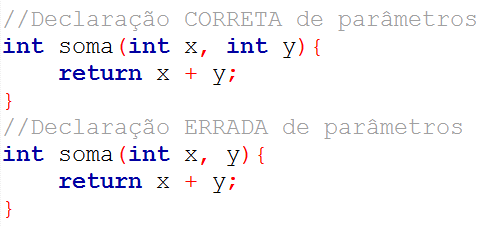 //Declaração CORRETA de parâmetros
int soma(int x, int y){
    return x + y;
}
//Declaração ERRADA de parâmetros
int soma(int x, y){
    return x + y;
}